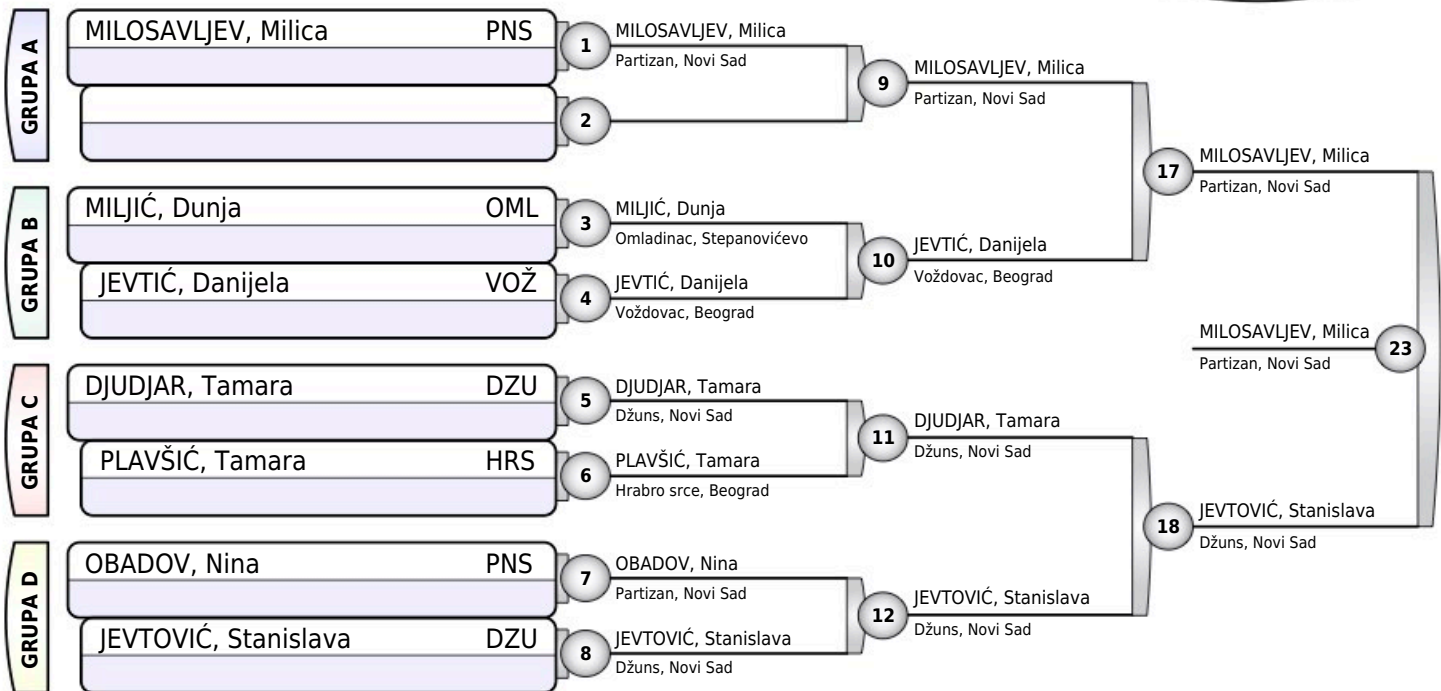 GRUPA A
MILOSAVLJEV, Milica PNS
1
MILOSAVLJEV, Milica
Partizan, Novi Sad
2
9
MILOSAVLJEV, Milica
Partizan, Novi Sad
GRUPA B
MILJIĆ, Dunja OML
3
MILJIĆ, Dunja
Omladinac, Stepanovićevo
JEVTIĆ, Danijela VOŽ
4
JEVTIĆ, Danijela
Voždovac, Beograd
10
JEVTIĆ, Danijela
Voždovac, Beograd
17
MILOSAVLJEV, Milica
Partizan, Novi Sad
GRUPA C
DJUDJAR, Tamara DZU
5
DJUDJAR, Tamara
Džuns, Novi Sad
PLAVŠIĆ, Tamara HRS
6
PLAVŠIĆ, Tamara
Hrabro srce, Beograd
11
DJUDJAR, Tamara
Džuns, Novi Sad
GRUPA D
OBADOV, Nina PNS
7
OBADOV, Nina
Partizan, Novi Sad
JEVTOVIĆ, Stanislava DZU
8
JEVTOVIĆ, Stanislava
Džuns, Novi Sad
12
JEVTOVIĆ, Stanislava
Džuns, Novi Sad
18
JEVTOVIĆ, Stanislava
Džuns, Novi Sad
MILOSAVLJEV, Milica
Partizan, Novi Sad
23